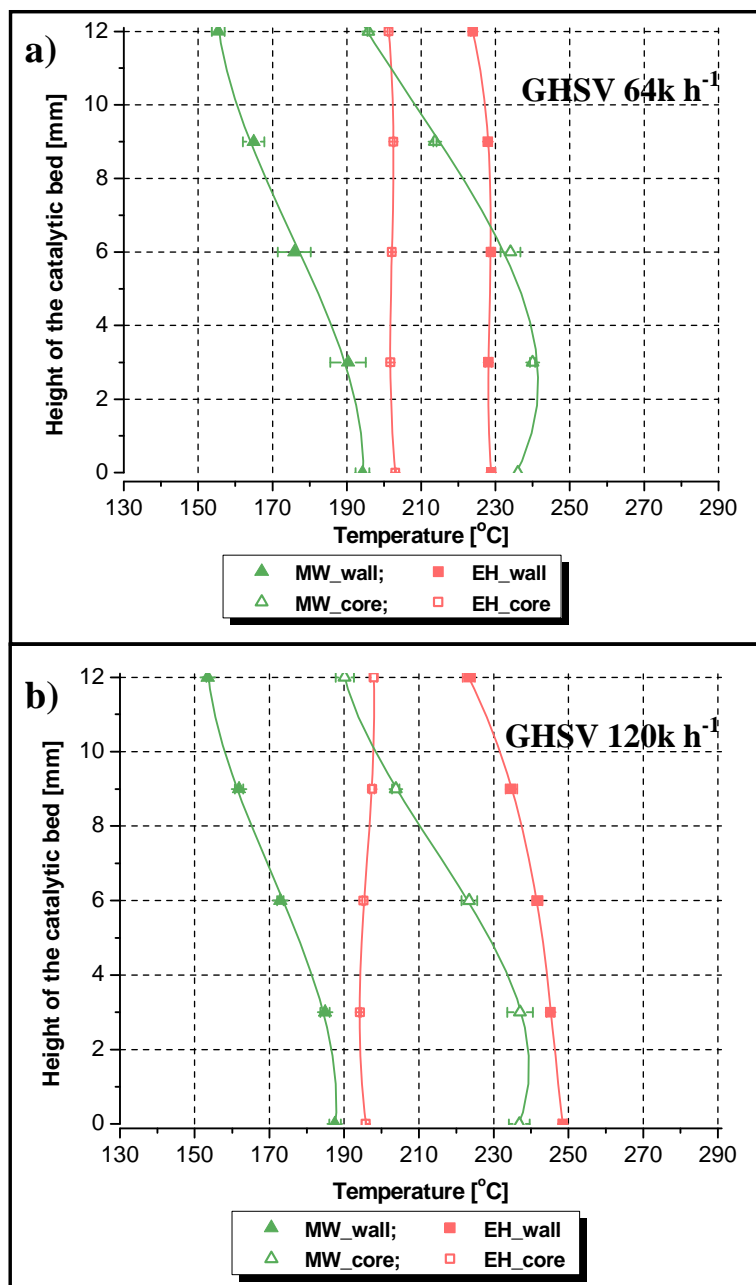 a)
GHSV 64k h⁻¹
Height of the catalytic bed [mm]
12
10
8
6
4
2
0
130 150 170 190 210 230 250 270 290
Temperature [°C]
MW_wall; EH_wall
MW_core; EH_core
b)
GHSV 120k h⁻¹
Height of the catalytic bed [mm]
12
10
8
6
4
2
0
130 150 170 190 210 230 250 270 290
Temperature [°C]
MW_wall; EH_wall
MW_core; EH_core